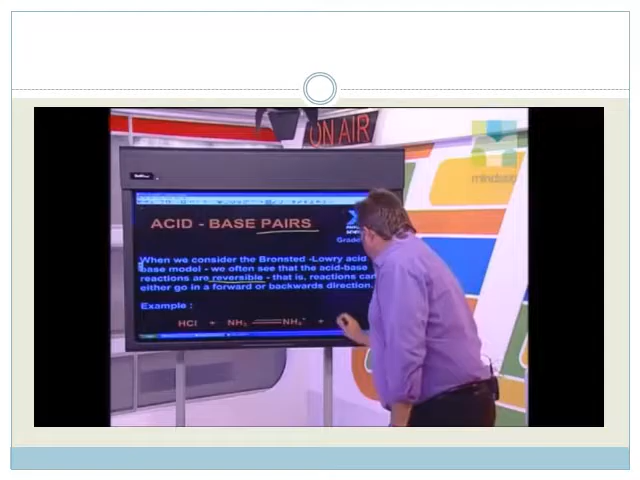 ON AIR
mindset
ACID - BASE PAIRS
Grade
When we consider the Bronsted -Lowry acid
base model - we often see that the acid-base
reactions are reversible - that is, reactions can
either go in a forward or backwards direction.
Example :
HCl + NH₃ NH₄⁺ +